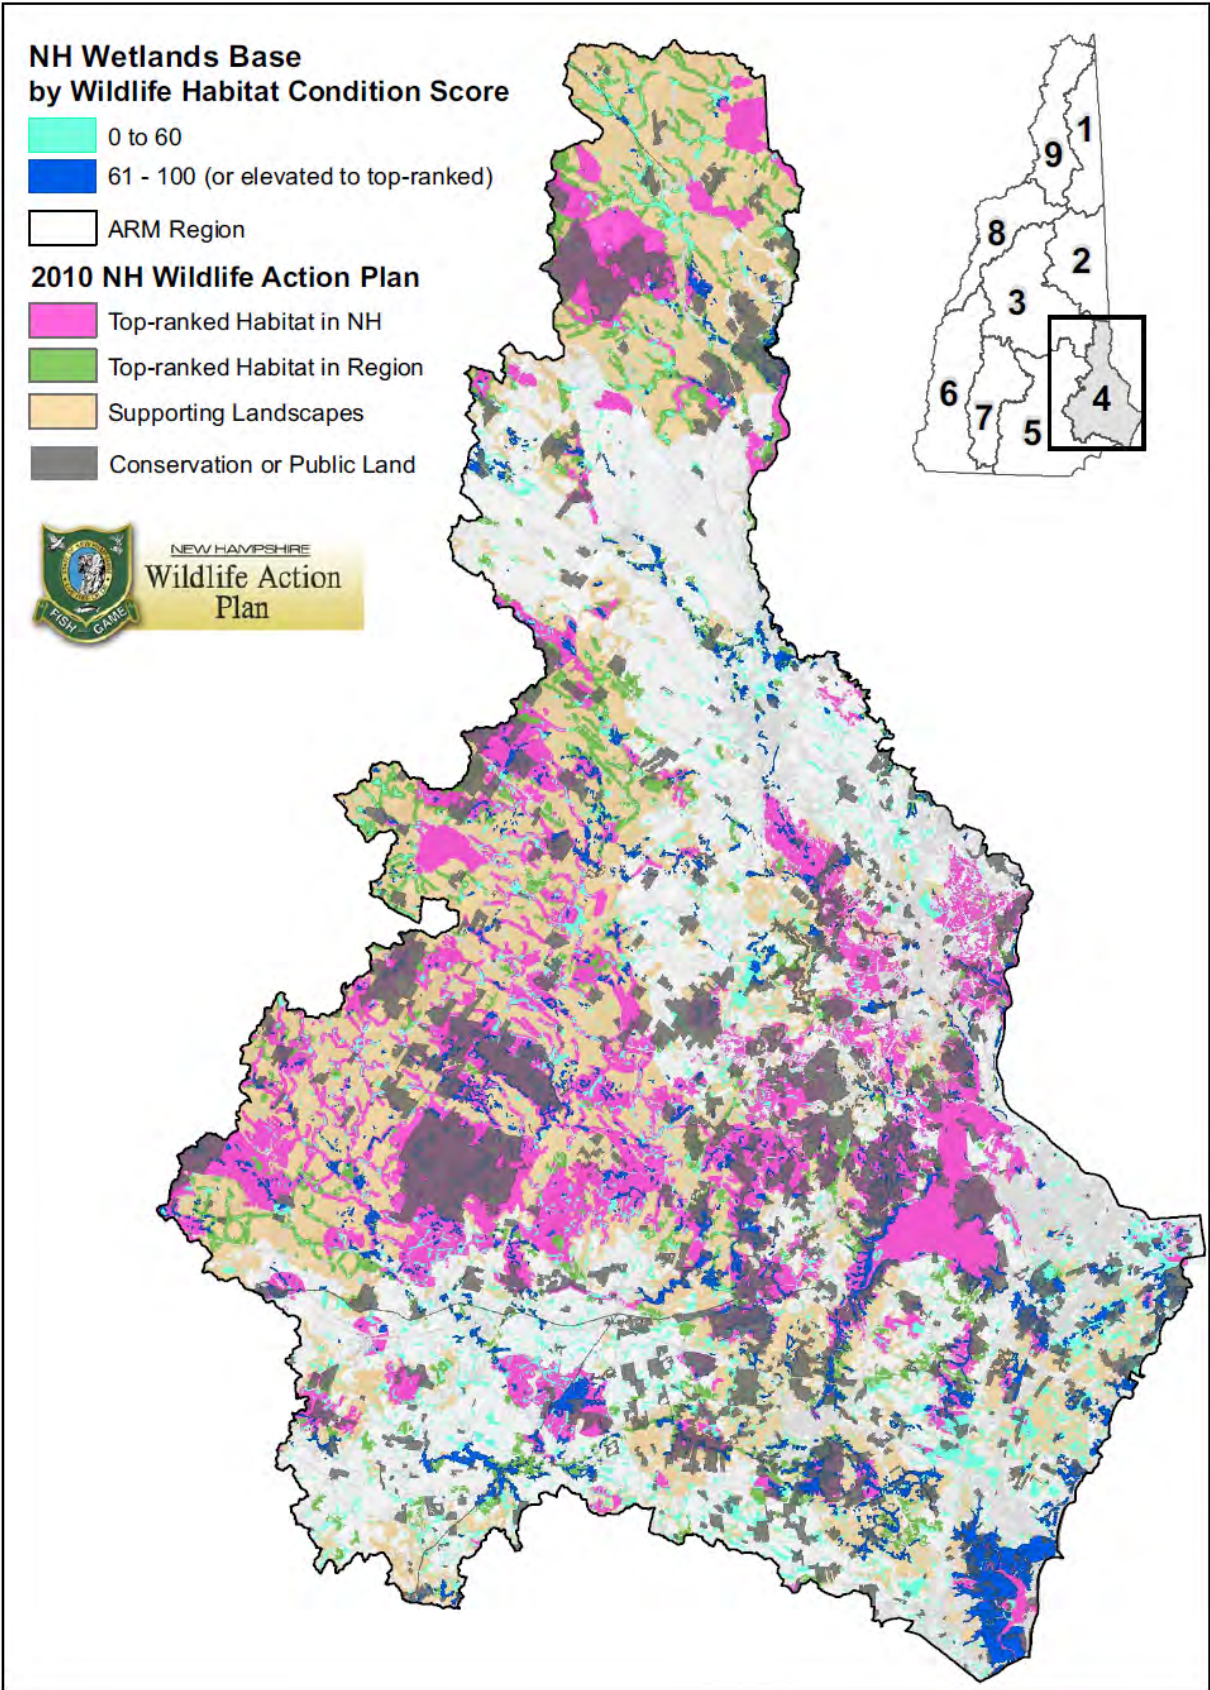 NH Wetlands Base
by Wildlife Habitat Condition Score
0 to 60
61 - 100 (or elevated to top-ranked)
ARM Region
2010 NH Wildlife Action Plan
Top-ranked Habitat in NH
Top-ranked Habitat in Region
Supporting Landscapes
Conservation or Public Land
NEW HAMPSHIRE
Wildlife Action
Plan
FISH GAME
1
9
8
2
3
6
7
5
4